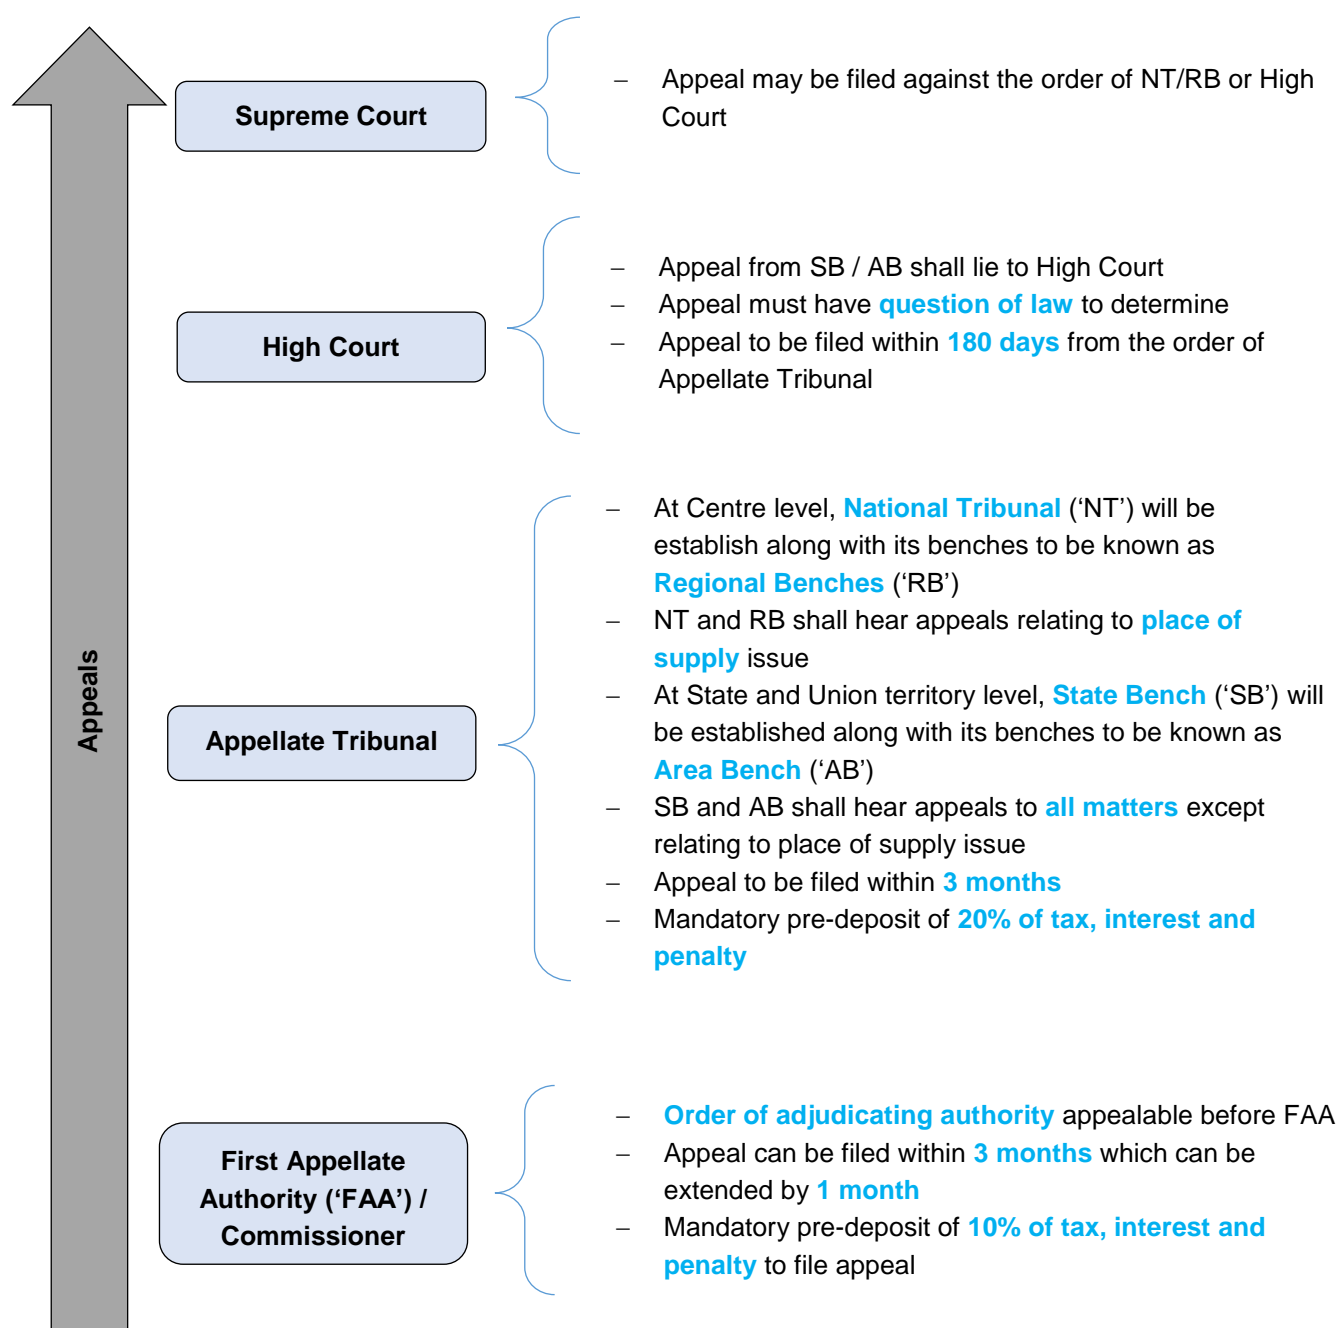 Supreme Court
– Appeal may be filed against the order of NT/RB or High
Court
High Court
– Appeal from SB / AB shall lie to High Court
– Appeal must have question of law to determine
– Appeal to be filed within 180 days from the order of
Appellate Tribunal
Appeals
Appellate Tribunal
– At Centre level, National Tribunal (‘NT’) will be
establish along with its benches to be known as
Regional Benches (‘RB’)
– NT and RB shall hear appeals relating to place of
supply issue
– At State and Union territory level, State Bench (‘SB’) will
be established along with its benches to be known as
Area Bench (‘AB’)
– SB and AB shall hear appeals to all matters except
relating to place of supply issue
– Appeal to be filed within 3 months
– Mandatory pre-deposit of 20% of tax, interest and
penalty
First Appellate
Authority (‘FAA’) /
Commissioner
– Order of adjudicating authority appealable before FAA
– Appeal can be filed within 3 months which can be
extended by 1 month
– Mandatory pre-deposit of 10% of tax, interest and
penalty to file appeal